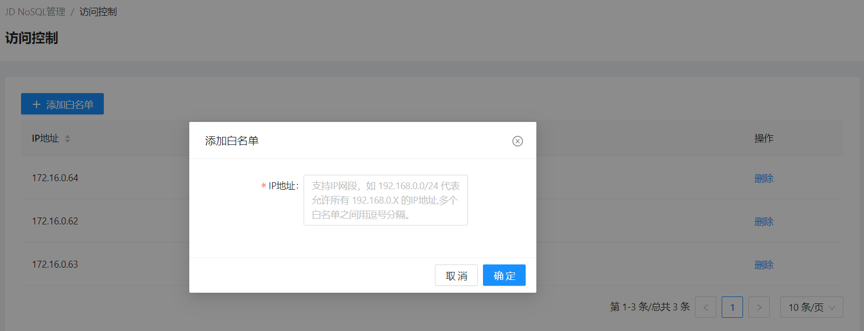 JD NoSQL管理 / 访问控制
访问控制
+ 添加白名单
IP地址
操作
172.16.0.64
删除
172.16.0.62
删除
172.16.0.63
删除
添加白名单
* IP地址:
支持IP网段，如 192.168.0.0/24 代表
允许所有 192.168.0.X 的IP地址,多个
白名单之间用逗号分隔。
取消
确定
第 1-3 条/总共 3 条 < 1 > 10 条/页